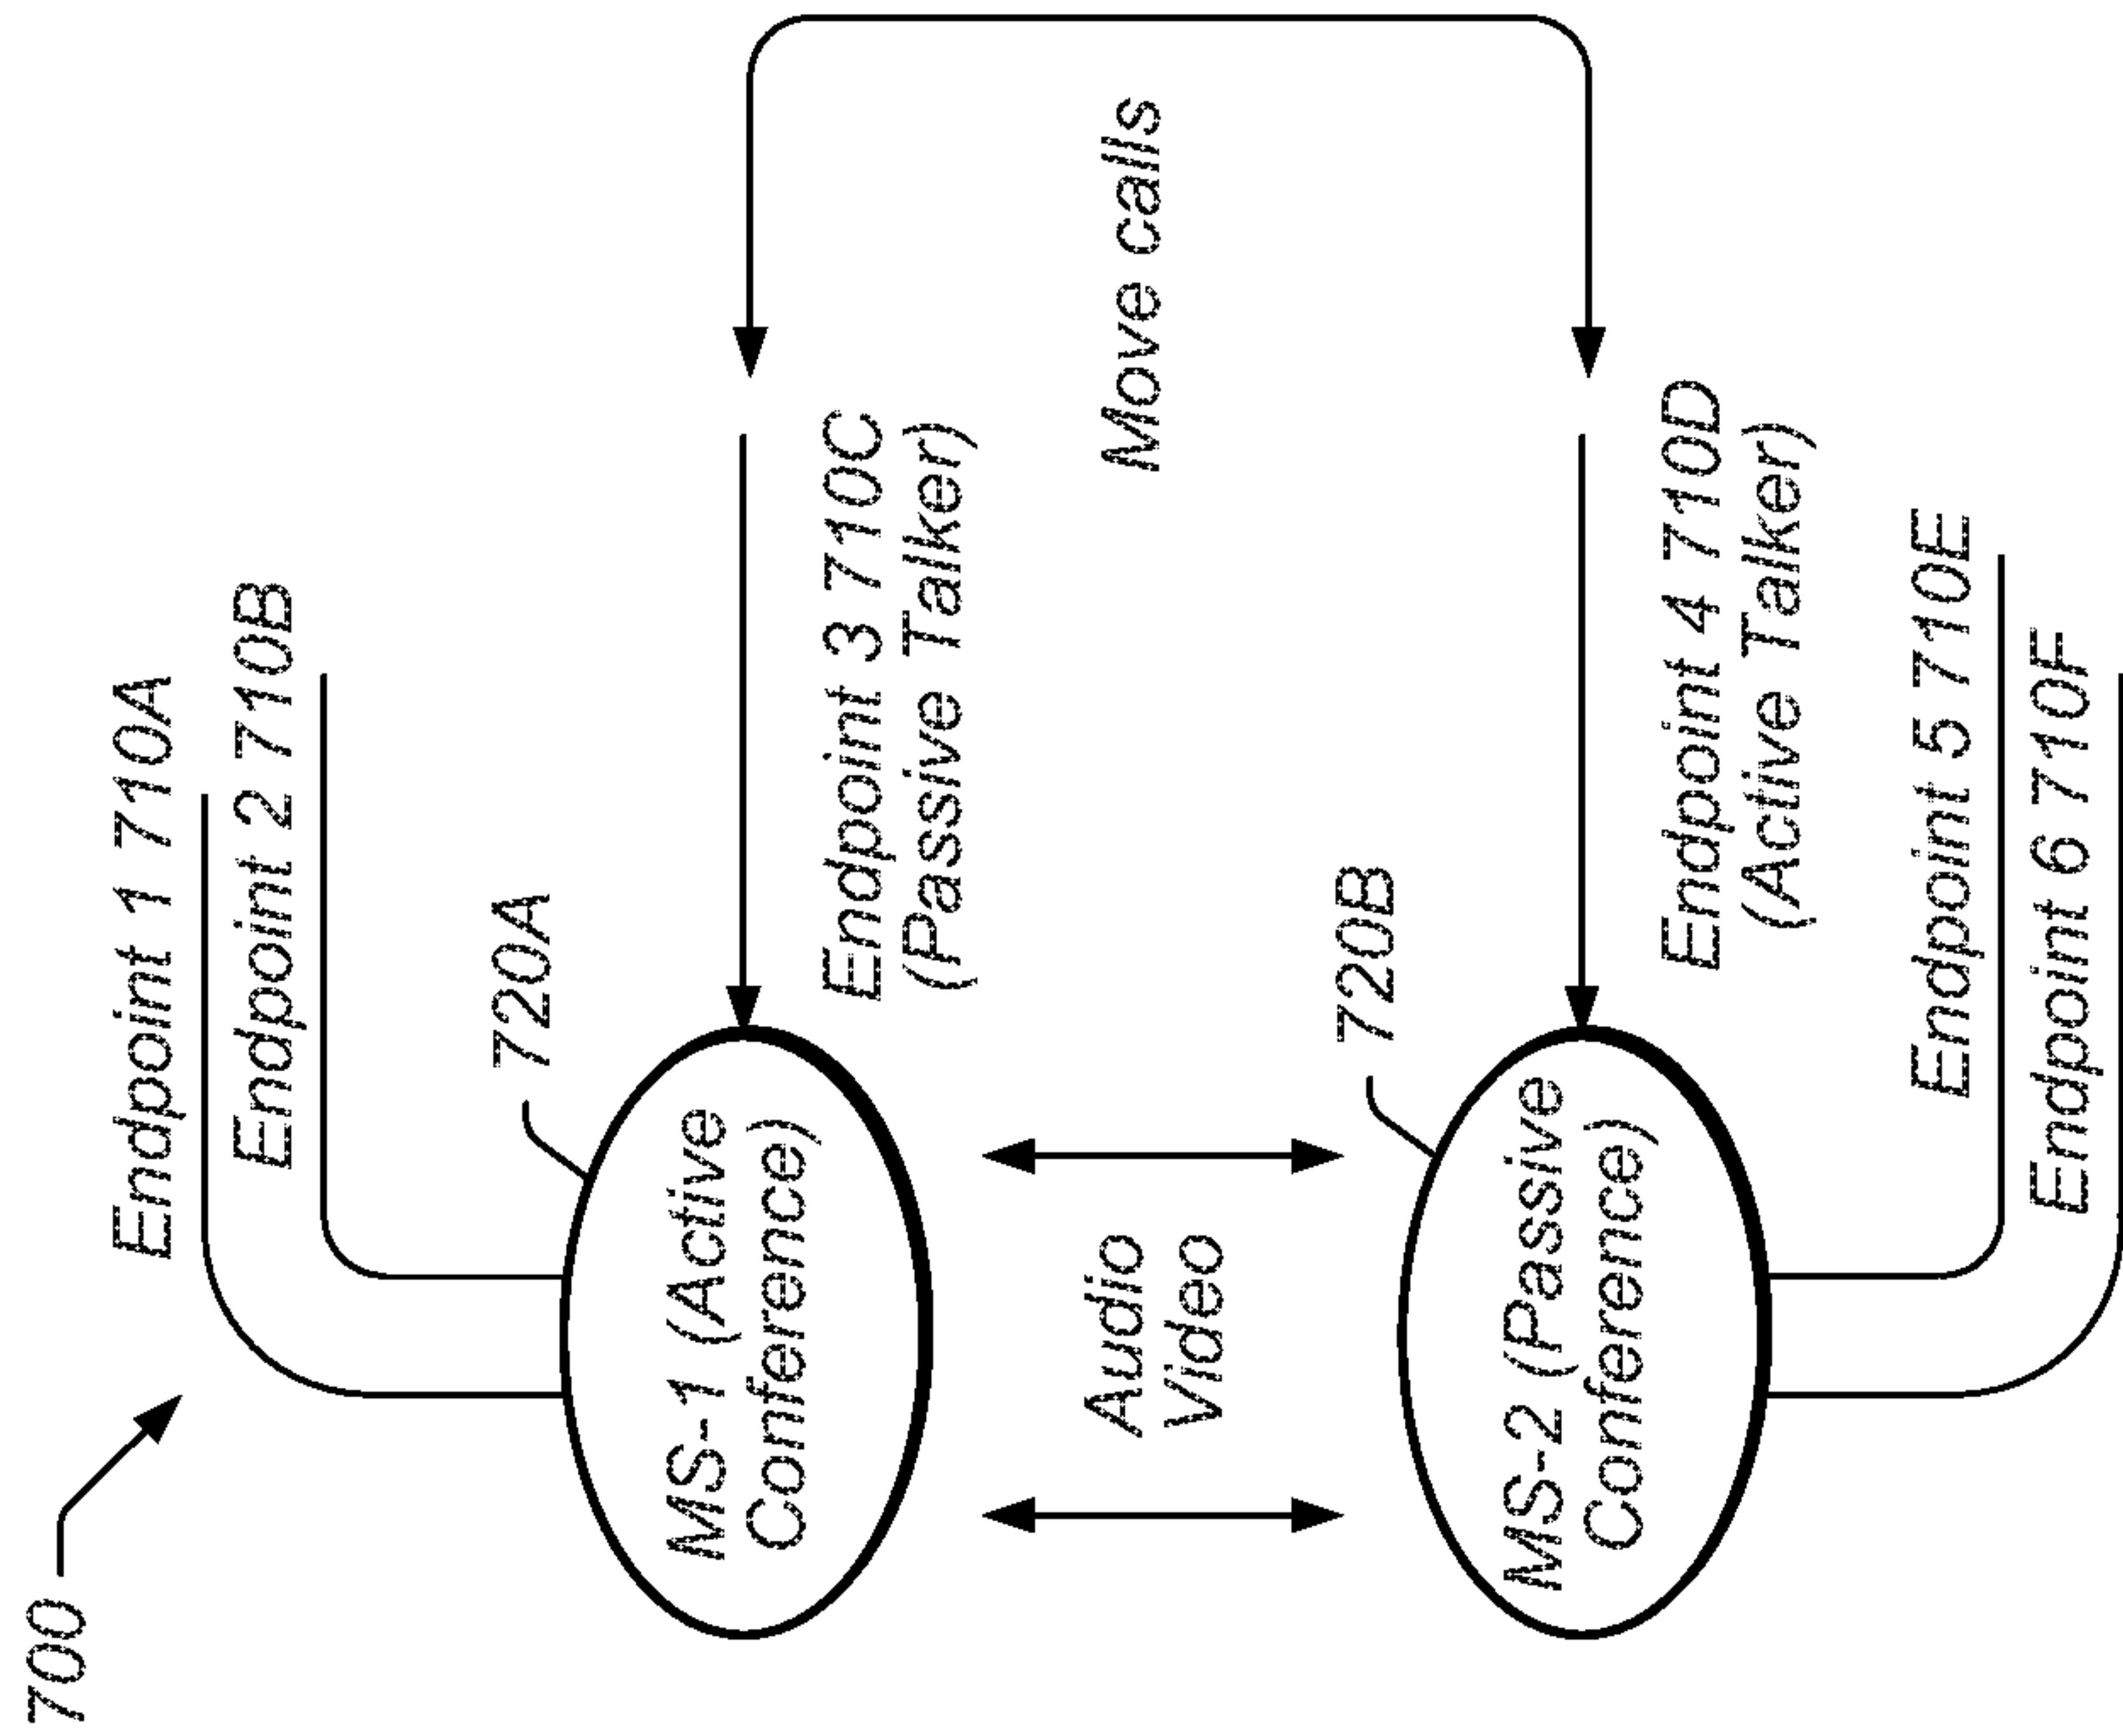 700
Endpoint 1 710A
Endpoint 2 710B
720A
MS-1 (Active
Conference)
Endpoint 3 710C
(Passive Talker)
Audio
Video
Move calls
720B
MS-2 (Passive
Conference)
Endpoint 4 710D
(Active Talker)
Endpoint 5 710E
Endpoint 6 710F